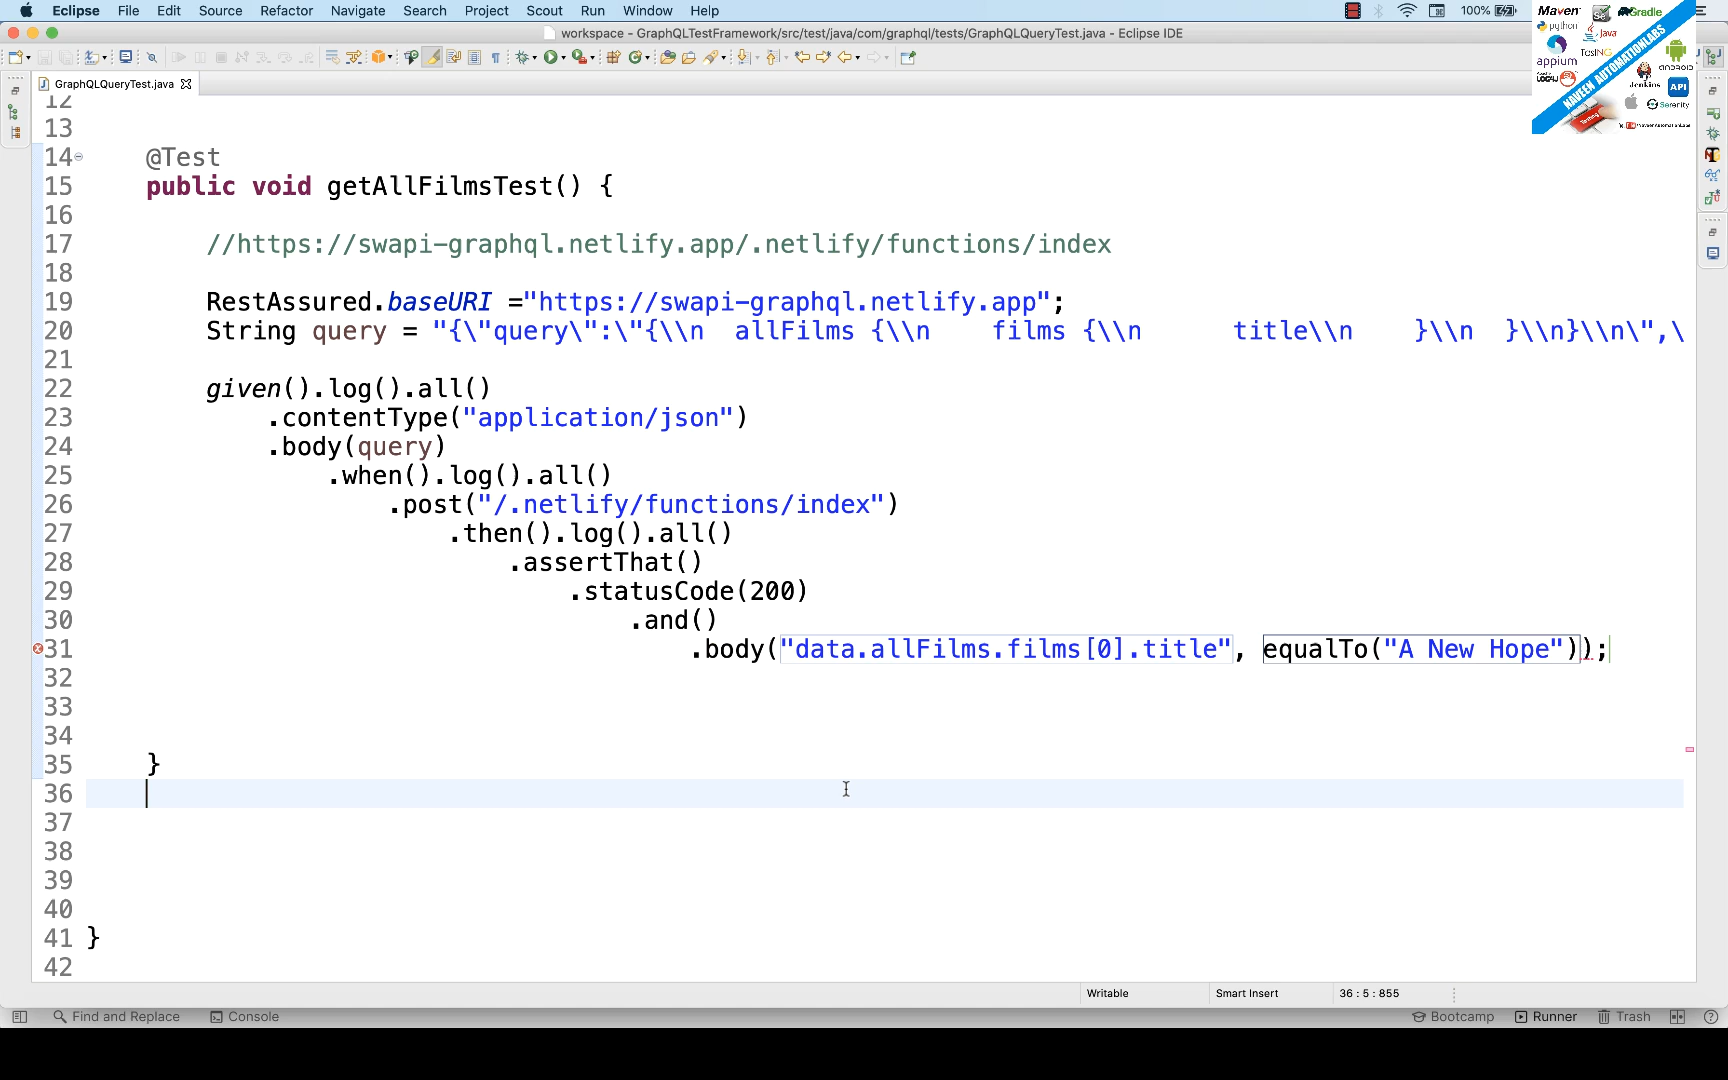 Eclipse File Edit Source Refactor Navigate Search Project Scout Run Window Help 100%
workspace - GraphQLTestFramework/src/test/java/com/graphql/tests/GraphQLQueryTest.java - Eclipse IDE
GraphQLQueryTest.java
12
13
14 @Test
15 public void getAllFilmsTest() {
16
17 //https://swapi-graphql.netlify.app/.netlify/functions/index
18
19 RestAssured.baseURI ="https://swapi-graphql.netlify.app";
20 String query = "{\"query\":\"{\\n  allFilms {\\n    films {\\n      title\\n    }\\n  }\\n}\\n\",\
21
22 given().log().all()
23 .contentType("application/json")
24 .body(query)
25 .when().log().all()
26 .post("/.netlify/functions/index")
27 .then().log().all()
28 .assertThat()
29 .statusCode(200)
30 .and()
31 .body("data.allFilms.films[0].title", equalTo("A New Hope"));
32
33
34
35 }
36
37
38
39
40
41 }
42
Writable Smart Insert 36 : 5 : 855
Find and Replace Console Bootcamp Runner Trash
Maven Se Gradle
python Java
appium TestNG ANDROID
LOG4J Jenkins API
Serenity
NAVEEN AUTOMATIONLABS
Testing